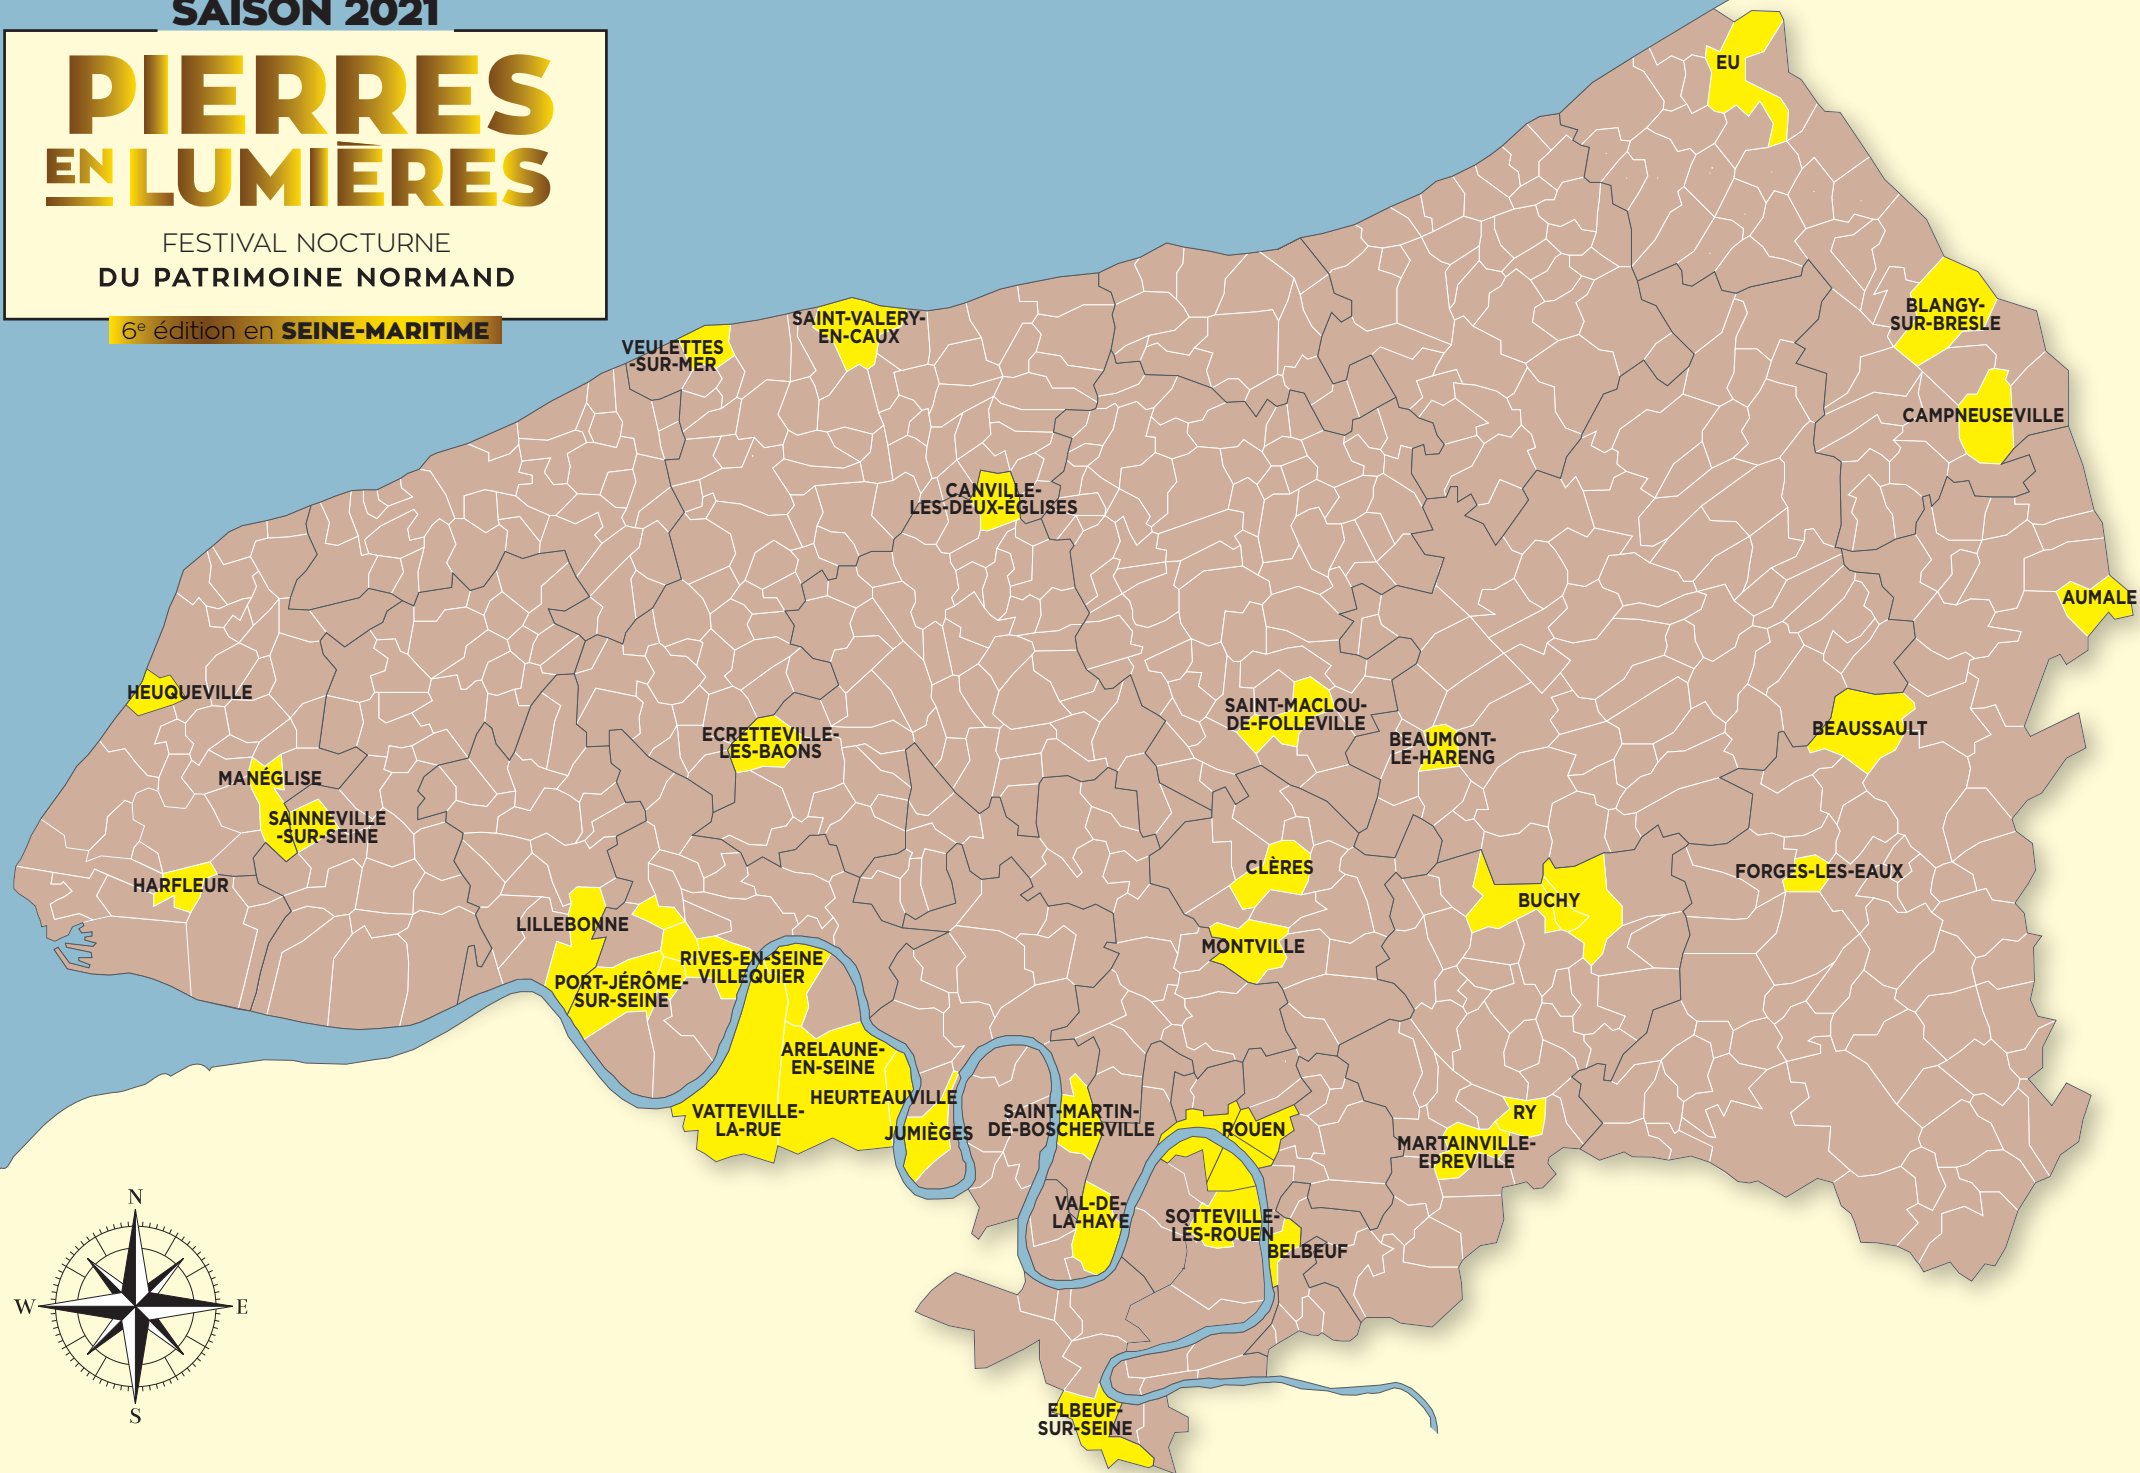 SAISON 2021
PIERRES
EN LUMIÈRES
FESTIVAL NOCTURNE
DU PATRIMOINE NORMAND
6e édition en SEINE-MARITIME
EU
BLANGY-
SUR-BRESLE
SAINT-VALERY-
EN-CAUX
VEULETTES
-SUR-MER
CAMPNEUSEVILLE
CANVILLE-
LES-DEUX-ÉGLISES
AUMALE
HEUQUEVILLE
SAINT-MACLOU-
DE-FOLLEVILLE
ECRETTEVILLE-
LES-BAONS
BEAUMONT-
LE-HARENG
BEAUSSAULT
MANÉGLISE
SAINNEVILLE
-SUR-SEINE
CLÈRES
FORGES-LES-EAUX
HARFLEUR
BUCHY
LILLEBONNE
MONTVILLE
RIVES-EN-SEINE
VILLEQUIER
PORT-JÉRÔME-
SUR-SEINE
ARELAUNE-
EN-SEINE
HEURTEAUVILLE
VATTEVILLE-
LA-RUE
JUMIÈGES
SAINT-MARTIN-
DE-BOSCHERVILLE
ROUEN
RY
MARTAINVILLE-
EPREVILLE
VAL-DE-
LA-HAYE
SOTTEVILLE-
LÈS-ROUEN
BELBEUF
ELBEUF-
SUR-SEINE
N
W
E
S